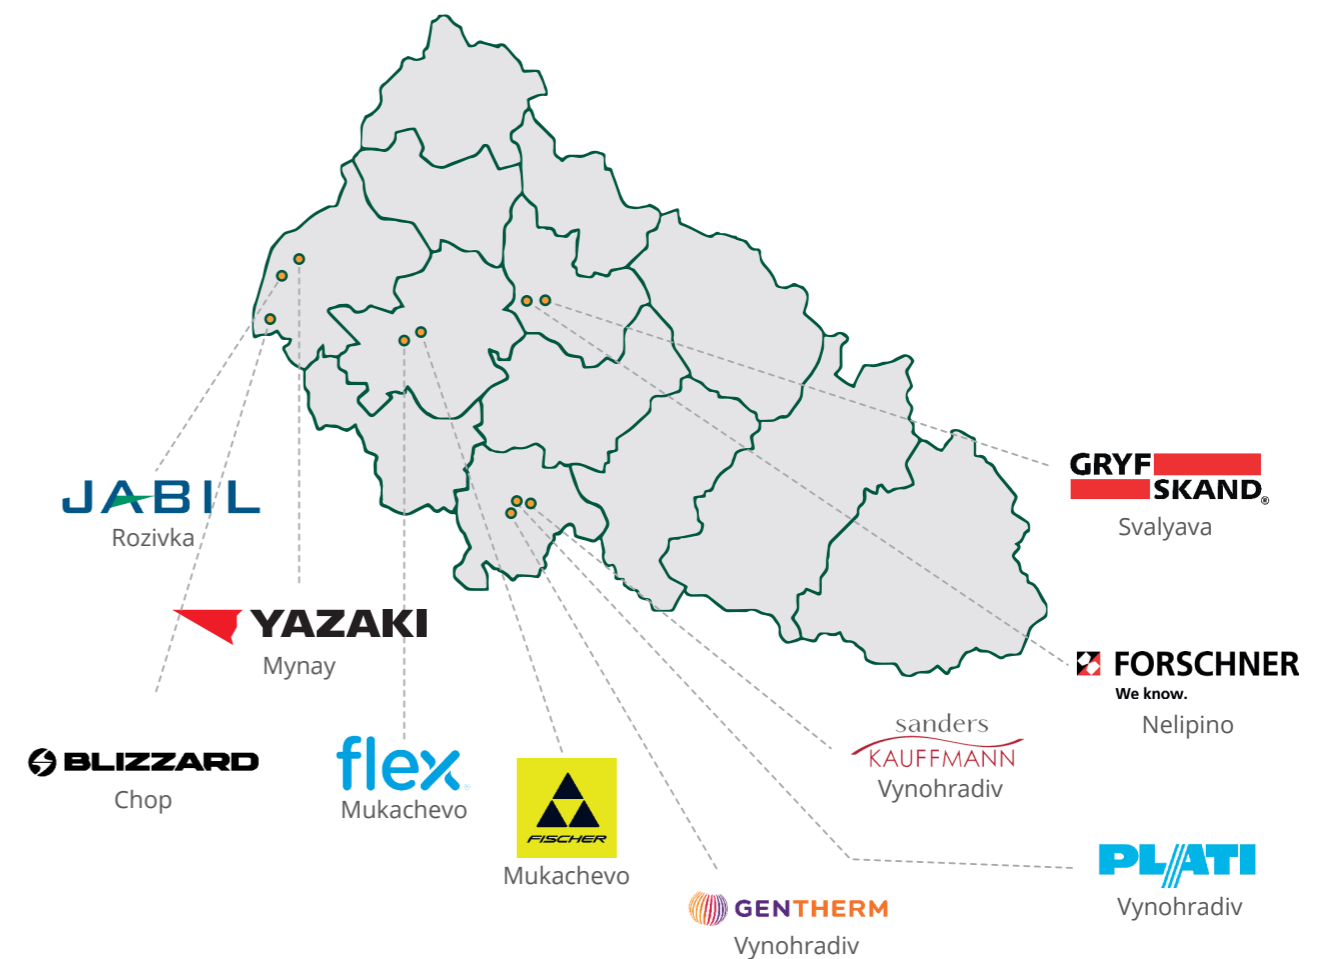 JABIL
Rozivka
YAZAKI
Mynay
BLIZZARD
Chop
flex
Mukachevo
FISCHER
Mukachevo
GENTHERM
Vynohradiv
sanders
KAUFFMANN
Vynohradiv
PLATI
Vynohradiv
FORSCHNER
We know.
Nelipino
GRYF
SKAND®
Svalyava